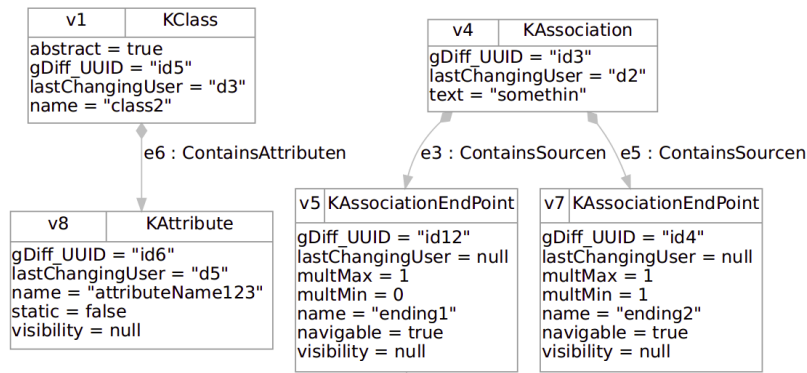 v1 KClass
abstract = true
gDiff_UUID = "id5"
lastChangingUser = "d3"
name = "class2"
v4 KAssociation
gDiff_UUID = "id3"
lastChangingUser = "d2"
text = "somethin"
e6 : ContainsAttributen
e3 : ContainsSourcen
e5 : ContainsSourcen
v8 KAttribute
gDiff_UUID = "id6"
lastChangingUser = "d5"
name = "attributeName123"
static = false
visibility = null
v5 KAssociationEndPoint
gDiff_UUID = "id12"
lastChangingUser = null
multMax = 1
multMin = 0
name = "ending1"
navigable = true
visibility = null
v7 KAssociationEndPoint
gDiff_UUID = "id4"
lastChangingUser = null
multMax = 1
multMin = 1
name = "ending2"
navigable = true
visibility = null